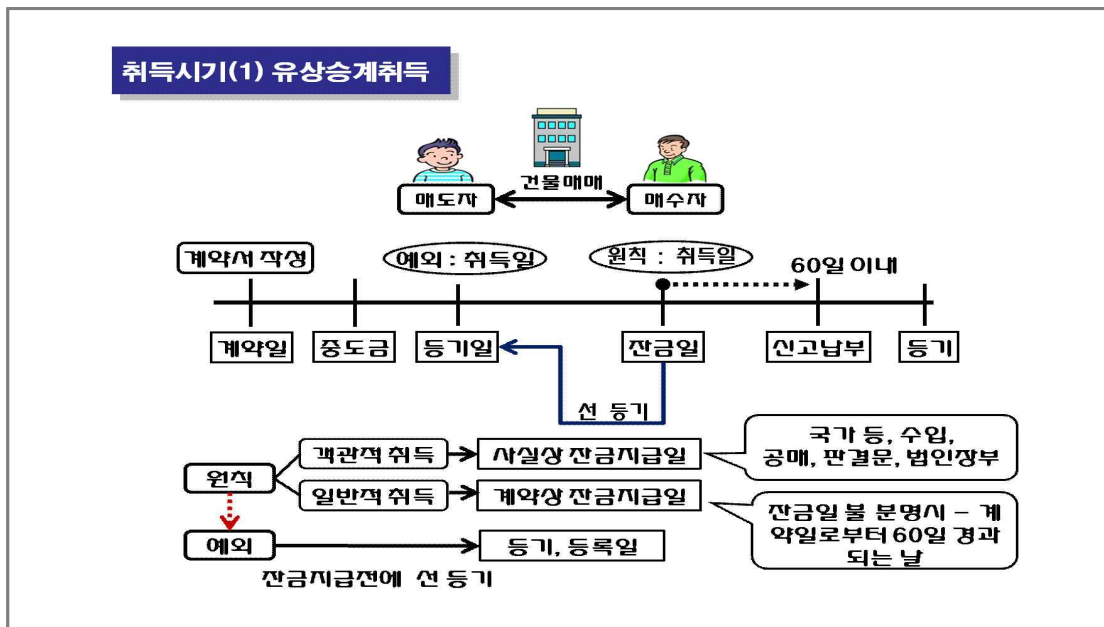 취득시기(1) 유상승계취득
건물매매
매도자
매수자
계약서 작성
예외 : 취득일
원칙 : 취득일
60일 이내
계약일
중도금
등기일
잔금일
신고납부
등기
선 등기
객관적 취득
사실상 잔금지급일
국가 등, 수입,
공매, 판결문, 법인장부
원칙
일반적 취득
계약상 잔금지급일
잔금일 불 분명시 – 계
약일로부터 60일 경과
되는 날
예외
등기, 등록일
잔금지급전에 선 등기